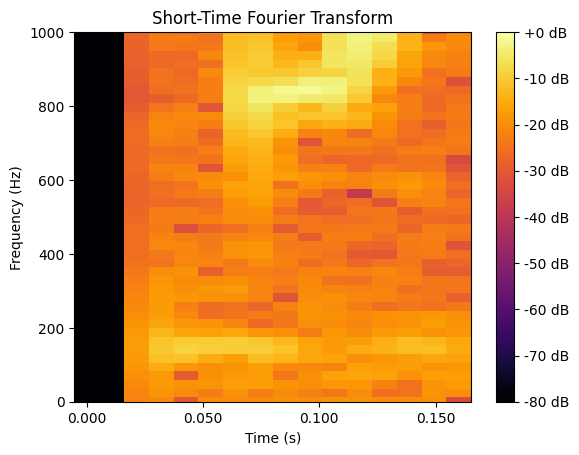 Short-Time Fourier Transform
1000
800
600
400
200
0
Frequency (Hz)
0.000
0.050
0.100
0.150
Time (s)
+0 dB
-10 dB
-20 dB
-30 dB
-40 dB
-50 dB
-60 dB
-70 dB
-80 dB